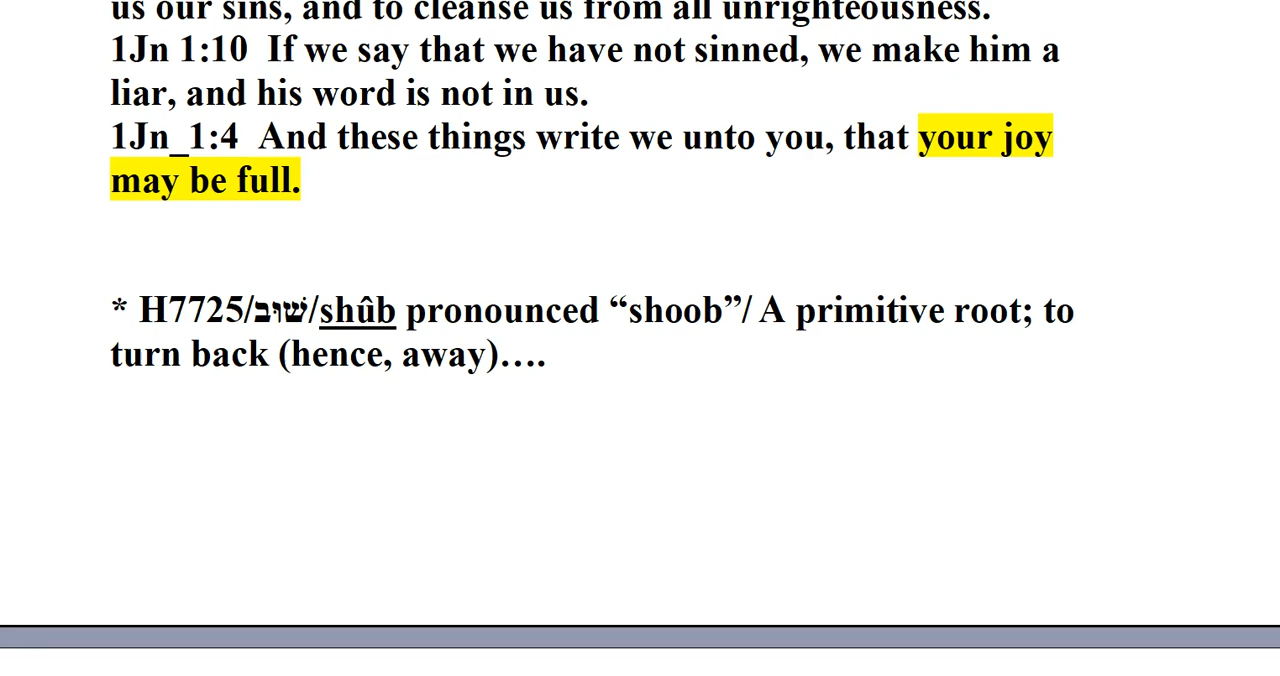 us our sins, and to cleanse us from all unrighteousness.
1Jn 1:10  If we say that we have not sinned, we make him a
liar, and his word is not in us.
1Jn_1:4  And these things write we unto you, that your joy
may be full.
* H7725/שׁוּב/shûb pronounced “shoob”/ A primitive root; to
turn back (hence, away)….